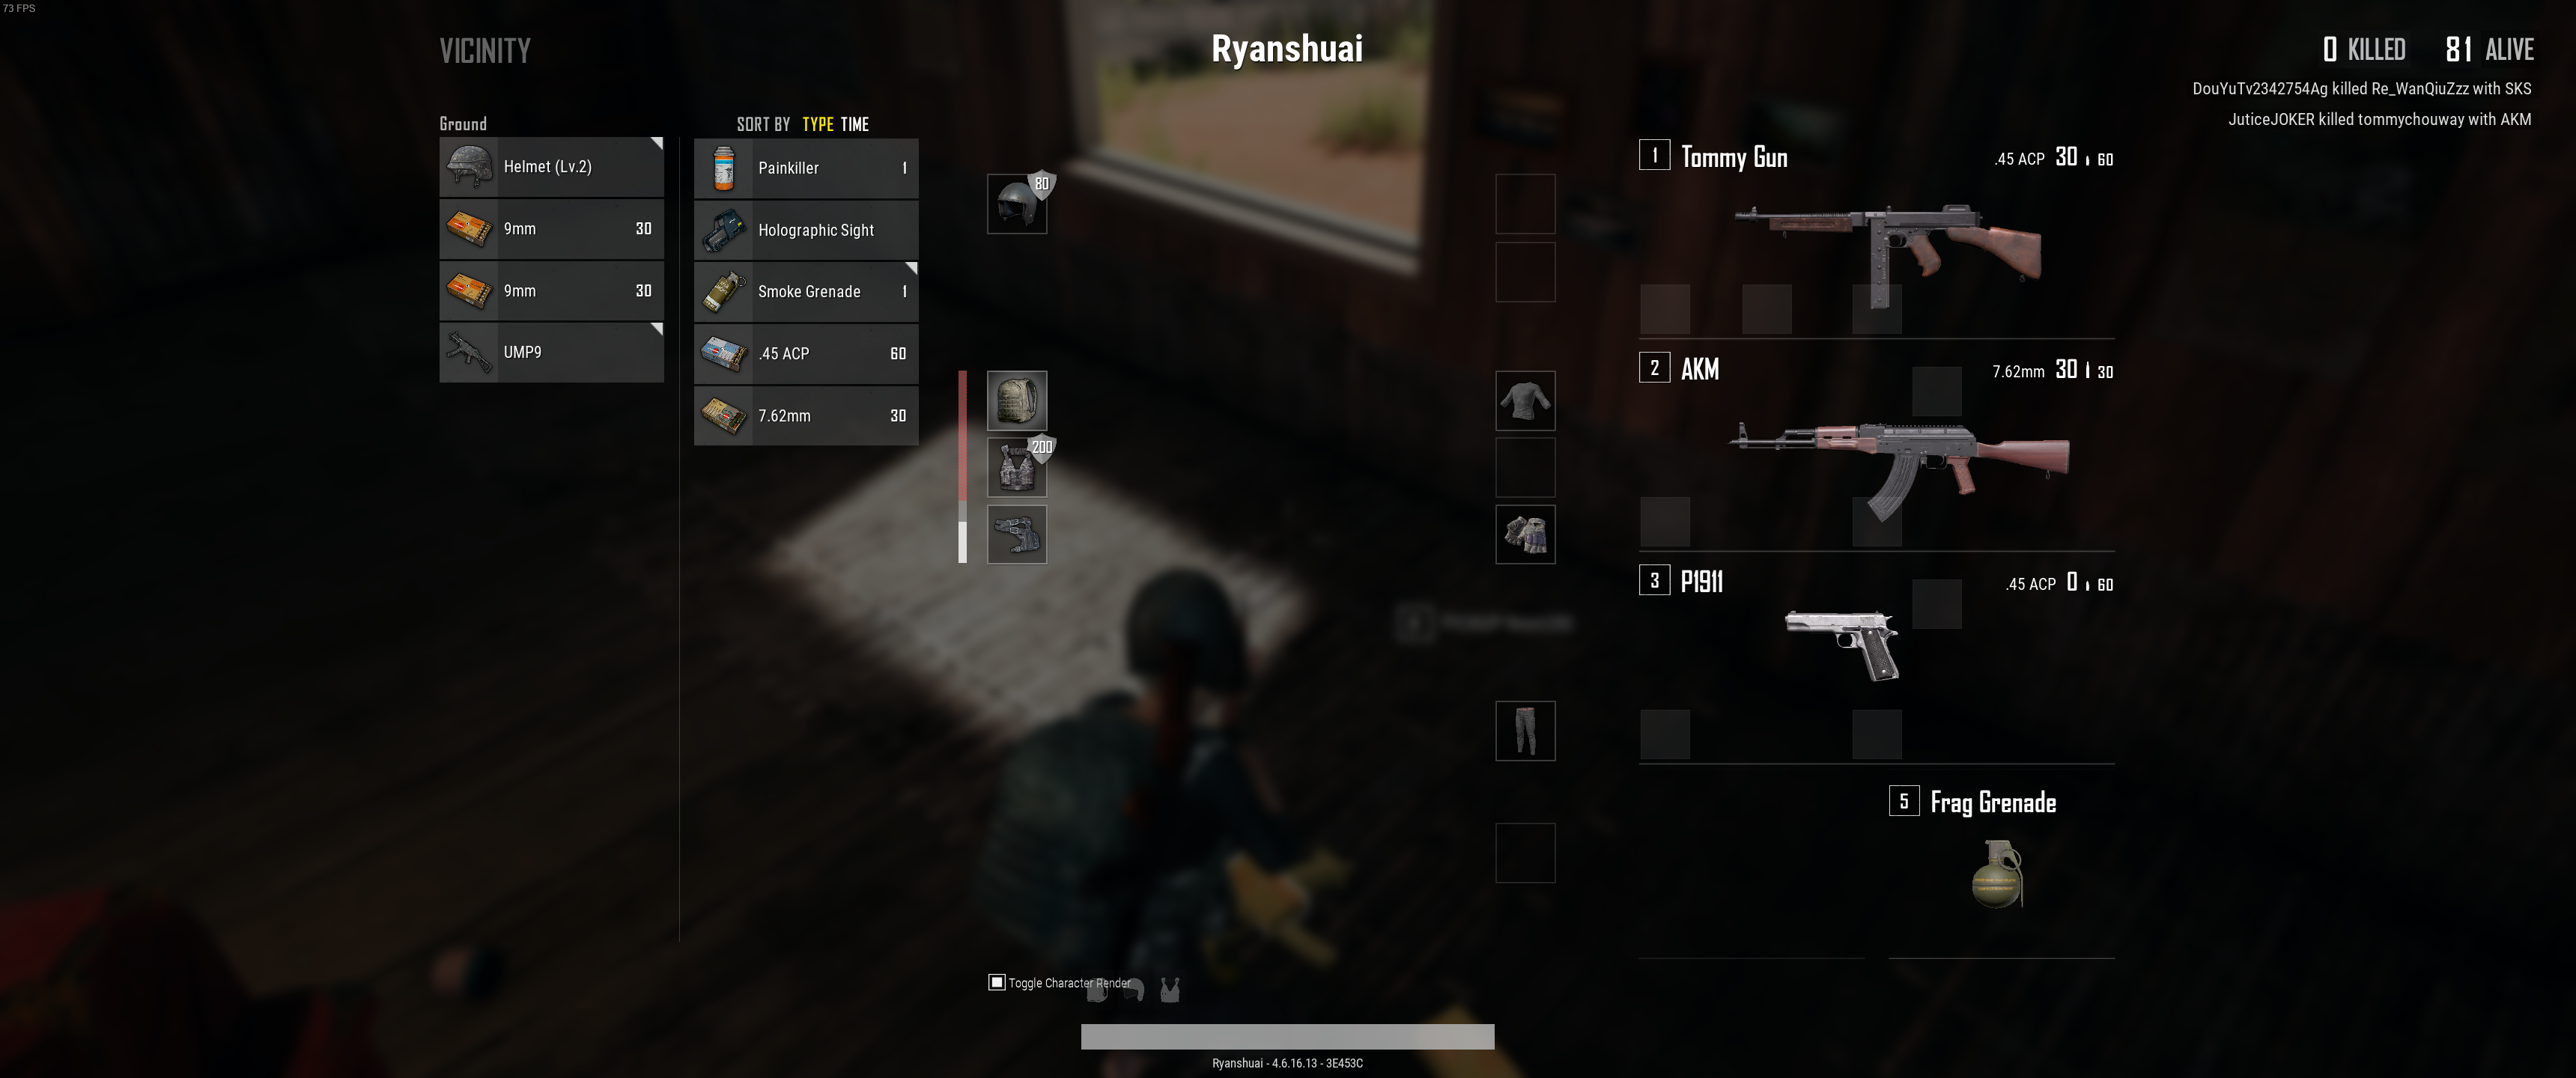 73 FPS
VICINITY
Ryanshuai
0 KILLED 81 ALIVE
DouYuTv2342754Ag killed Re_WanQiuZzz with SKS
JuticeJOKER killed tommychouway with AKM
Ground
Helmet (Lv.2)
9mm 30
9mm 30
UMP9
SORT BY TYPE TIME
Painkiller 1
Holographic Sight
Smoke Grenade 1
.45 ACP 60
7.62mm 30
80
200
1 Tommy Gun .45 ACP 30 60
2 AKM 7.62mm 30 30
3 P1911 .45 ACP 0 60
5 Frag Grenade
Toggle Character Render
Ryanshuai - 4.6.16.13 - 3E453C